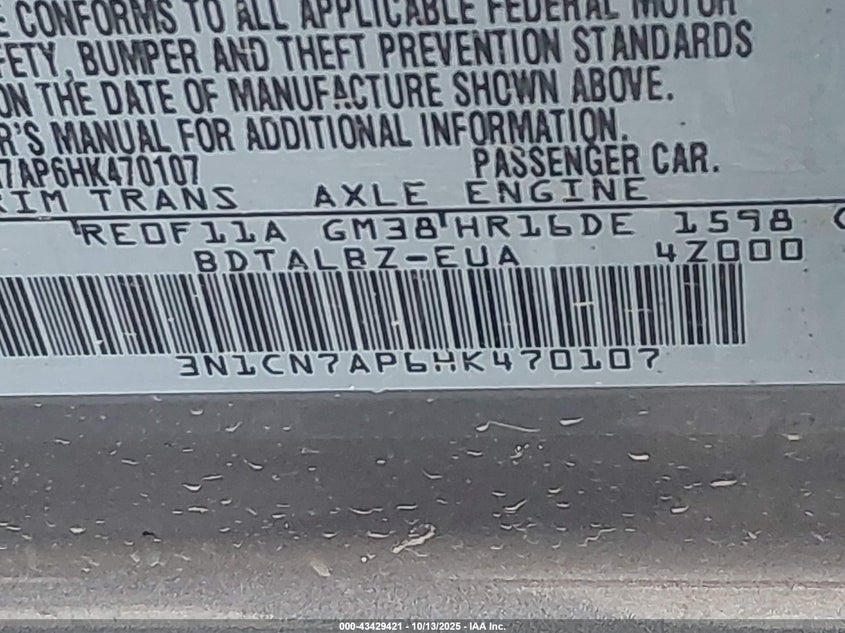 E CONFORMS TO ALL APPLICABLE FEDERAL MOTOR
FETY, BUMPER AND THEFT PREVENTION STANDARDS
ON THE DATE OF MANUFACTURE SHOWN ABOVE.
R'S MANUAL FOR ADDITIONAL INFORMATION.
7AP6HK470107 PASSENGER CAR.
RIM TRANS AXLE ENGINE
RE0F11A GM38 HR16DE 1598
BDTALBZ-EUA 4Z000
3N1CN7AP6HK470107
000-43429421 - 10/13/2025 - IAA Inc.